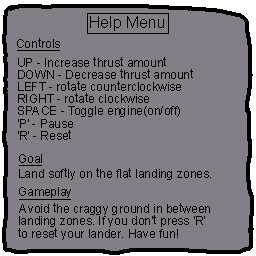 Help Menu
Controls
UP - Increase thrust amount
DOWN - Decrease thrust amount
LEFT - rotate counterclockwise
RIGHT - rotate clockwise
SPACE - Toggle engine(on/off)
'P' - Pause
'R' - Reset
Goal
Land softly on the flat landing zones.
Gameplay
Avoid the craggy ground in between
landing zones. If you don't press 'R'
to reset your lander. Have fun!